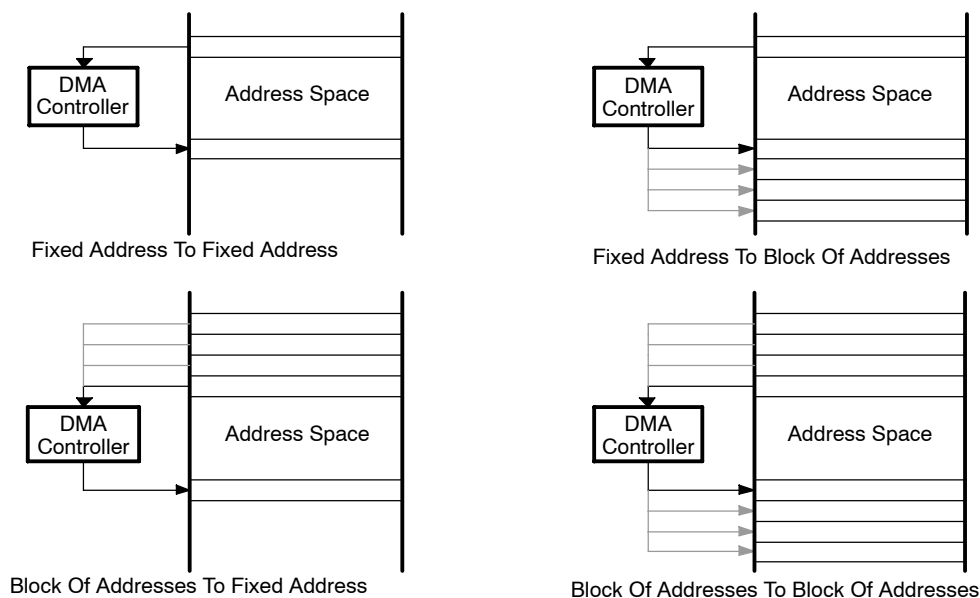 DMA
Controller
Address Space
Fixed Address To Fixed Address
DMA
Controller
Address Space
Fixed Address To Block Of Addresses
DMA
Controller
Address Space
Block Of Addresses To Fixed Address
DMA
Controller
Address Space
Block Of Addresses To Block Of Addresses